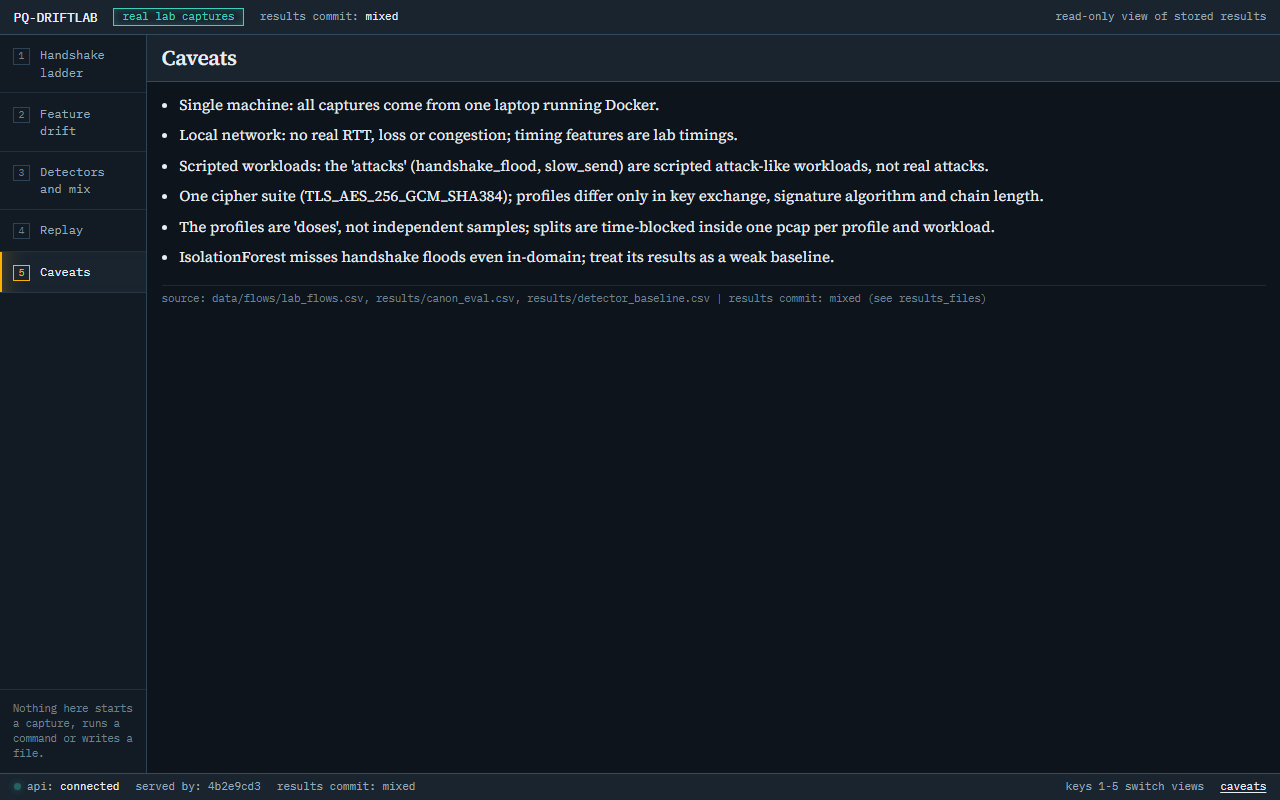 PQ-DRIFTLAB real lab captures results commit: mixed read-only view of stored results
1 Handshake
ladder
2 Feature
drift
3 Detectors
and mix
4 Replay
5 Caveats
Nothing here starts
a capture, runs a
command or writes a
file.
Caveats
• Single machine: all captures come from one laptop running Docker.
• Local network: no real RTT, loss or congestion; timing features are lab timings.
• Scripted workloads: the 'attacks' (handshake_flood, slow_send) are scripted attack-like workloads, not real attacks.
• One cipher suite (TLS_AES_256_GCM_SHA384); profiles differ only in key exchange, signature algorithm and chain length.
• The profiles are 'doses', not independent samples; splits are time-blocked inside one pcap per profile and workload.
• IsolationForest misses handshake floods even in-domain; treat its results as a weak baseline.
source: data/flows/lab_flows.csv, results/canon_eval.csv, results/detector_baseline.csv | results commit: mixed (see results_files)
api: connected served by: 4b2e9cd3 results commit: mixed keys 1-5 switch views caveats